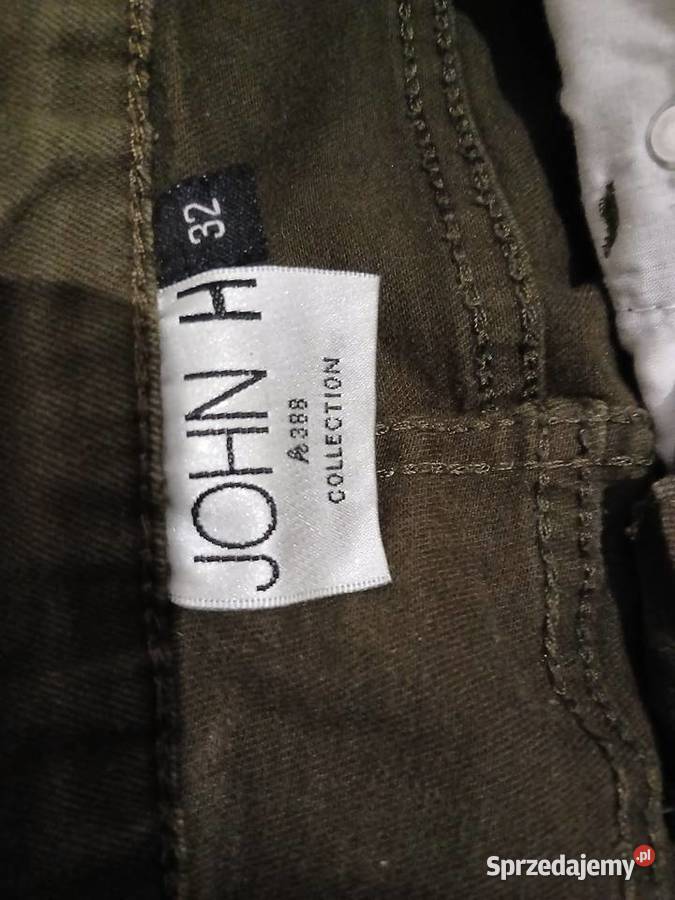 32
JOHN H
A388
COLLECTION
Sprzedajemy.pl